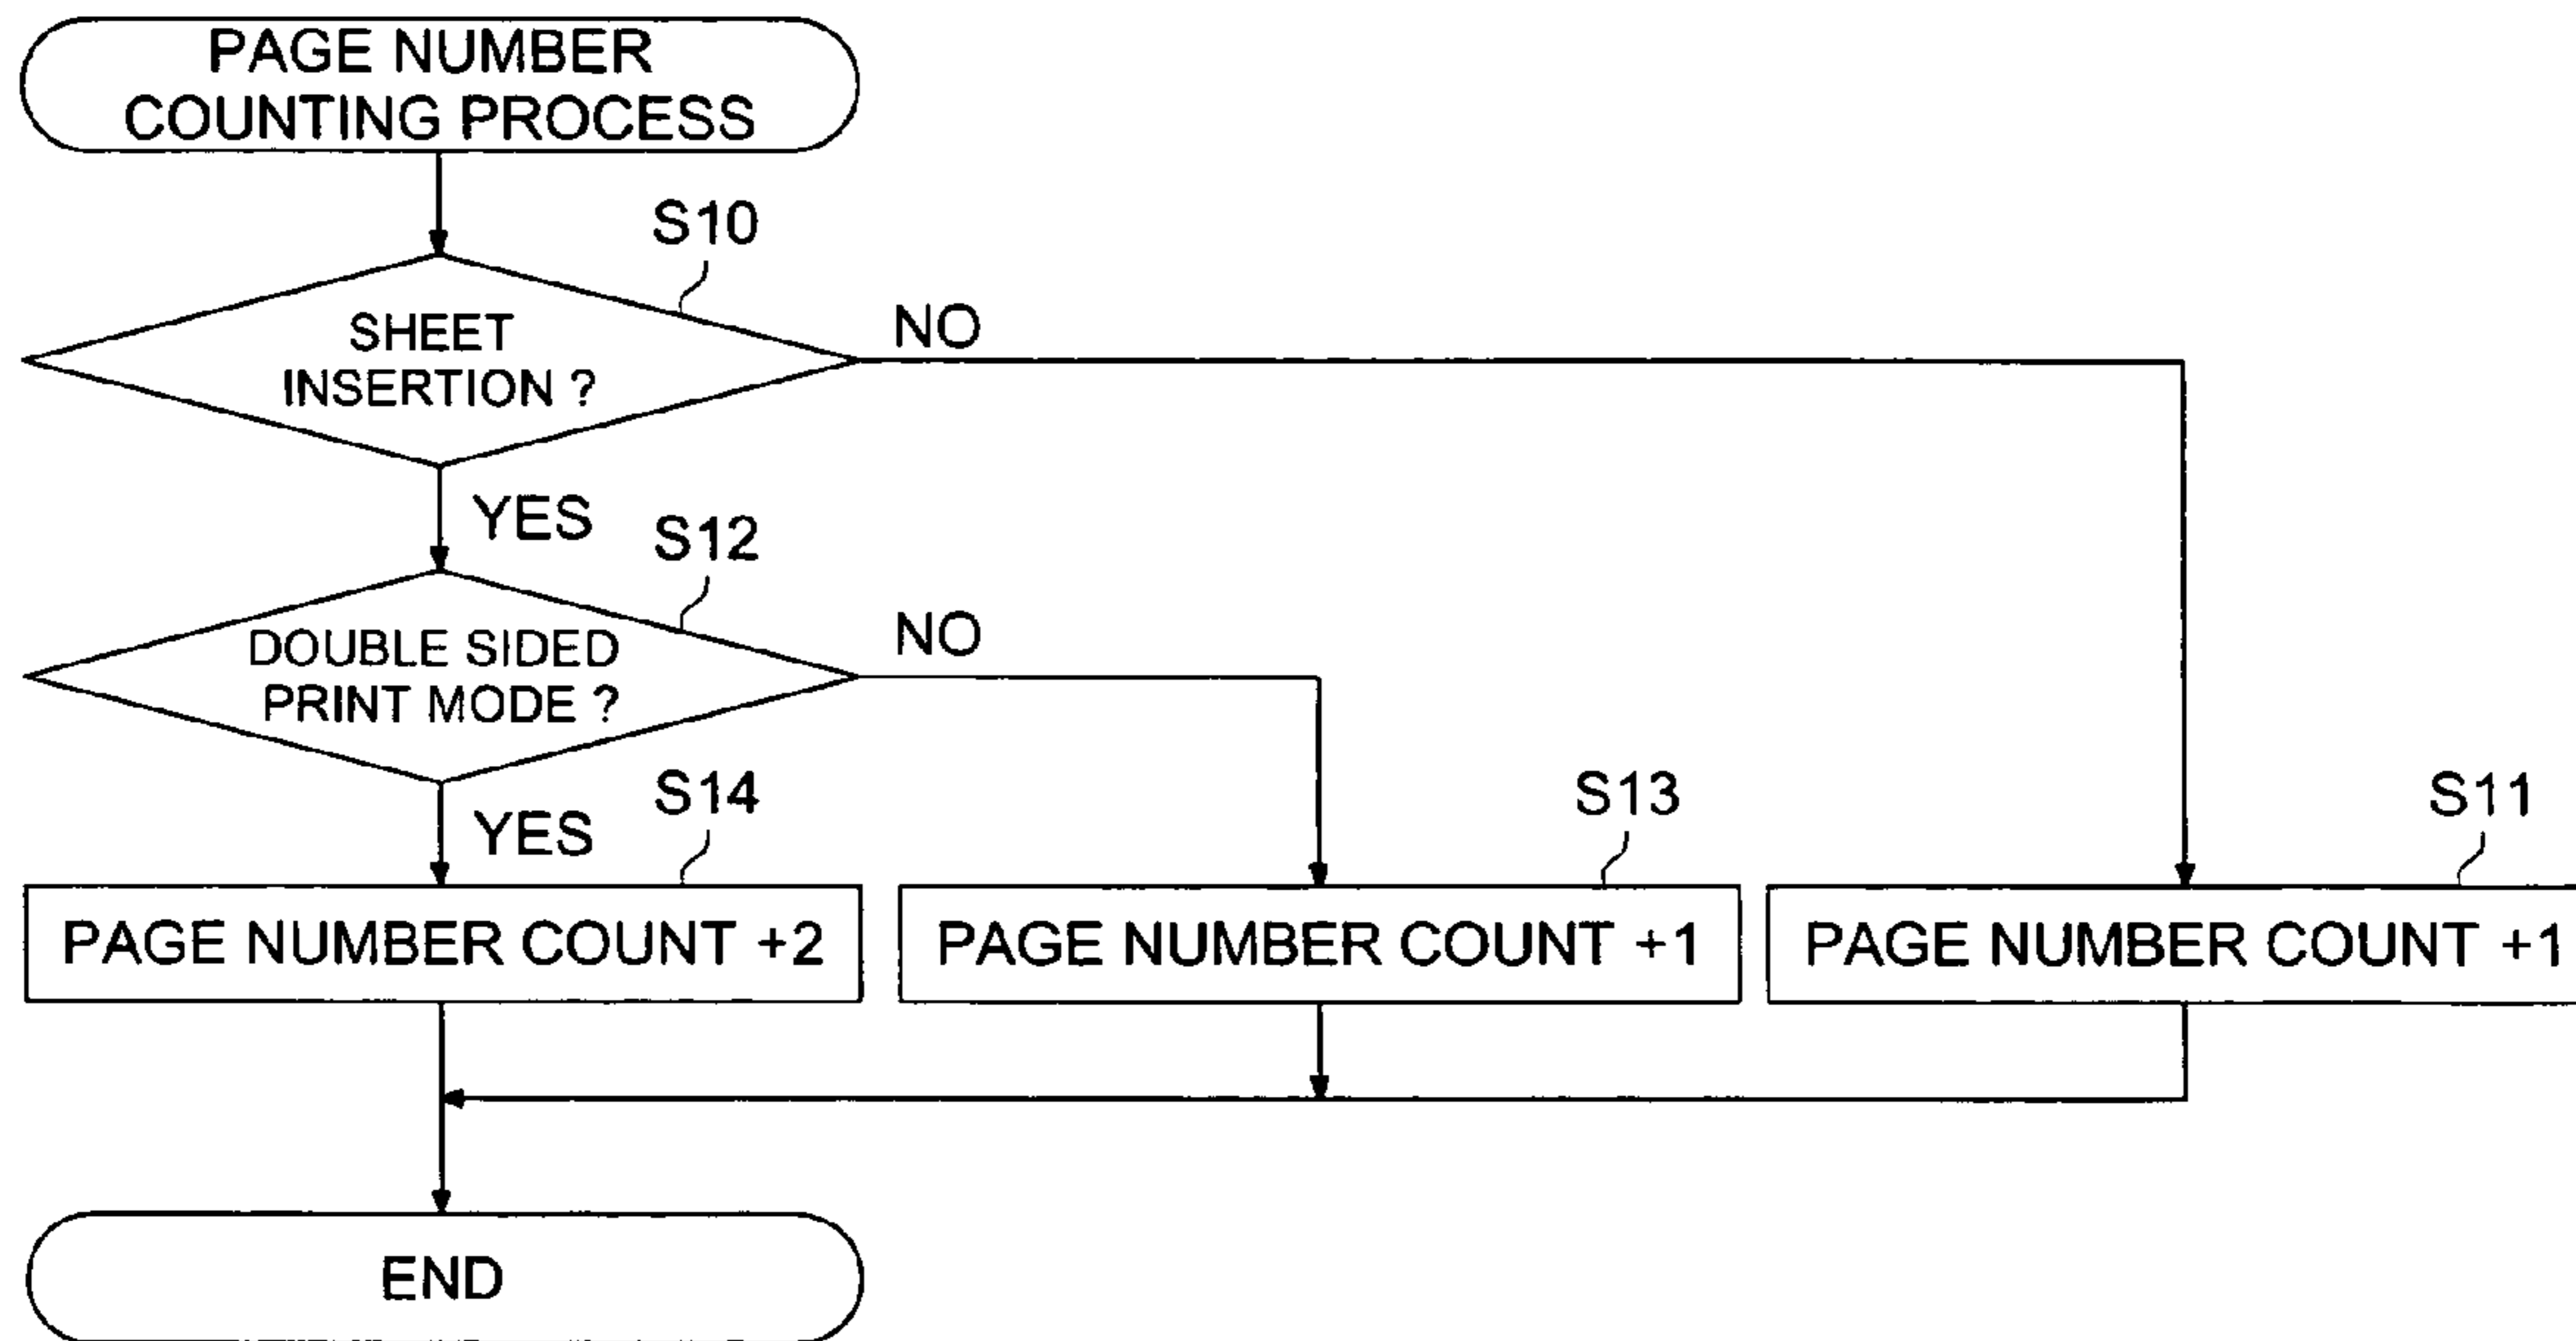 PAGE NUMBER
COUNTING PROCESS
S10
SHEET
INSERTION ?
NO
YES
S12
DOUBLE SIDED
PRINT MODE ?
NO
YES
S14
S13
S11
PAGE NUMBER COUNT +2
PAGE NUMBER COUNT +1
PAGE NUMBER COUNT +1
END